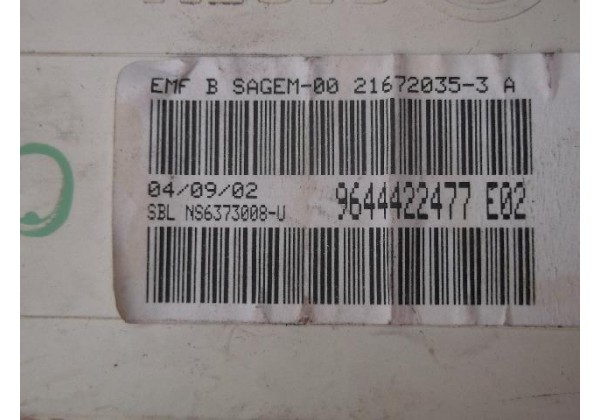 EMF B SAGEM-00 21672035-3 A
04/09/02
SBL NS6373008-U
9644422477 E02